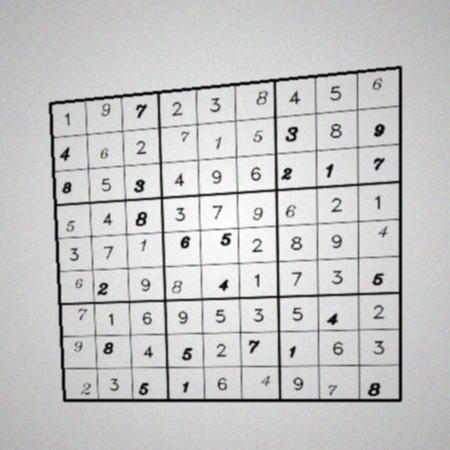 1 9 7 2 3 8 4 5 6
4 6 2 7 1 5 3 8 9
8 5 3 4 9 6 2 1 7
5 4 8 3 7 9 6 2 1
3 7 1 6 5 2 8 9 4
6 2 9 8 4 1 7 3 5
7 1 6 9 5 3 5 4 2
9 8 4 5 2 7 1 6 3
2 3 5 1 6 4 9 7 8